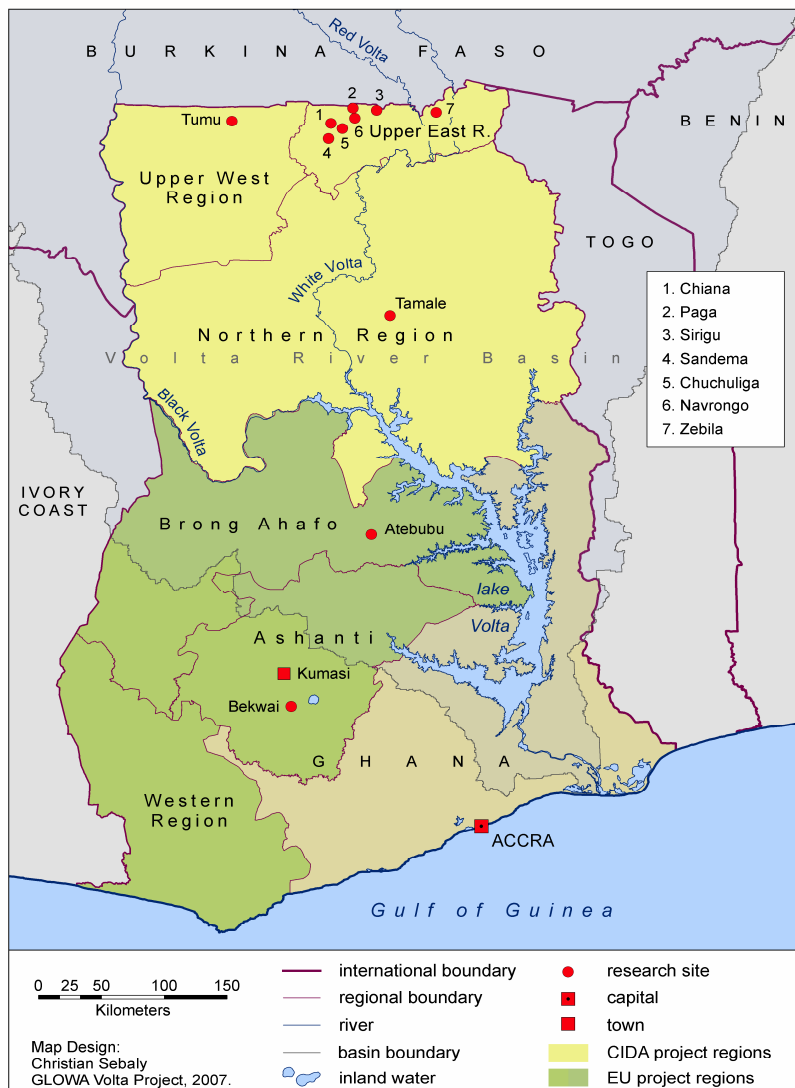 BURKINA FASO
Red Volta
BENIN
2
3
7
Tumu
1
6
Upper East R.
5
4
Upper West
Region
TOGO
White Volta
1. Chiana
2. Paga
3. Sirigu
4. Sandema
5. Chuchuliga
6. Navrongo
7. Zebila
Tamale
Northern Region
Volta River Basin
Black Volta
IVORY
COAST
Brong Ahafo
Atebubu
lake
Volta
Ashanti
Kumasi
Bekwai
GHANA
Western
Region
ACCRA
Gulf of Guinea
0 25 50 100 150
Kilometers
Map Design:
Christian Sebaly
GLOWA Volta Project, 2007.
international boundary
regional boundary
river
basin boundary
inland water
research site
capital
town
CIDA project regions
EU project regions